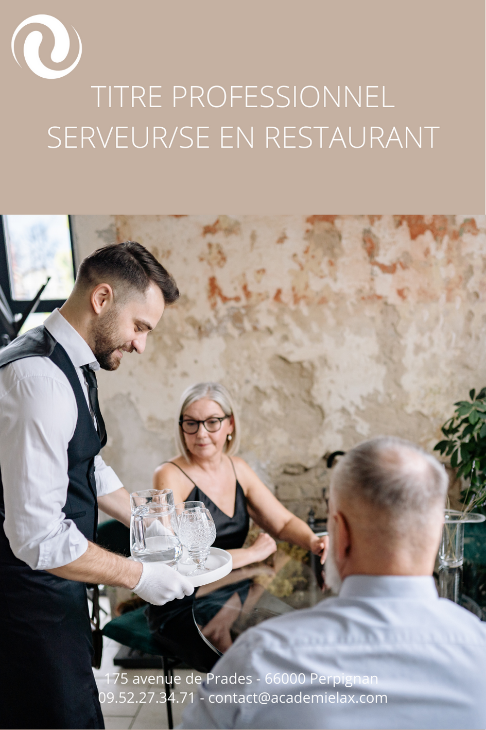 TITRE PROFESSIONNEL
SERVEUR/SE EN RESTAURANT
175 avenue de Prades - 66000 Perpignan
09.52.27.34.71 - contact@academielax.com